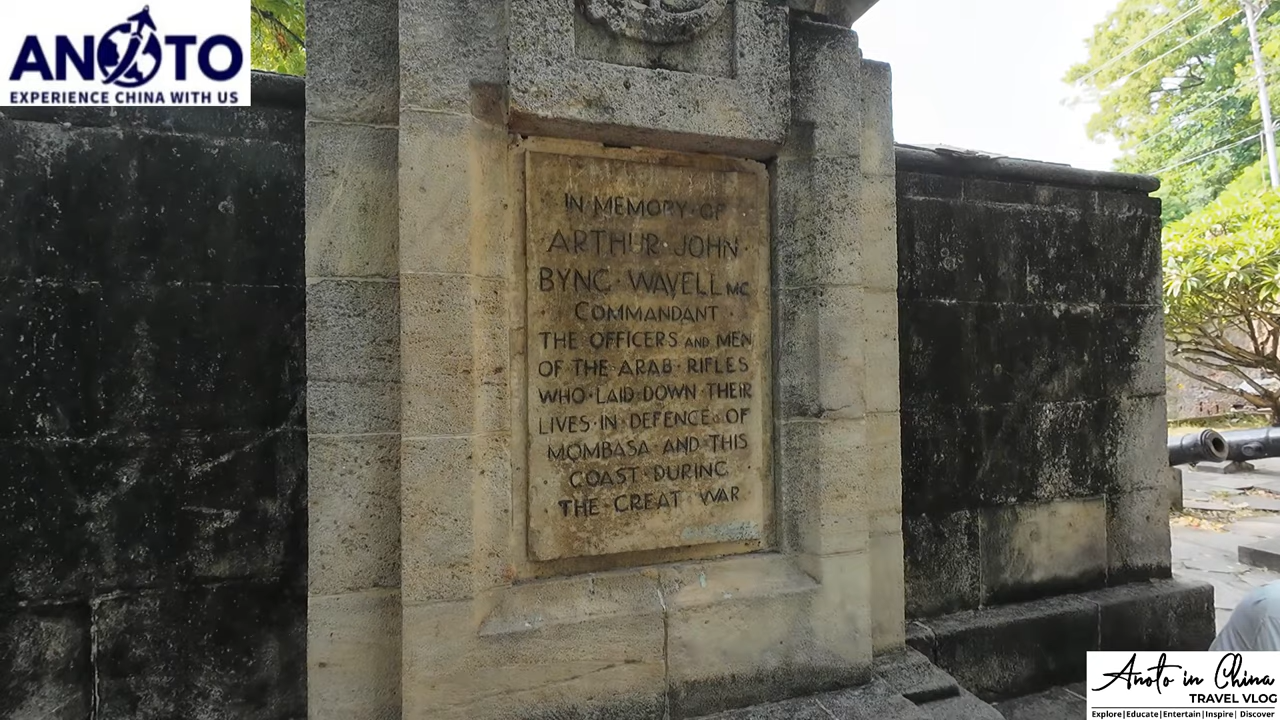 ANOTO
EXPERIENCE CHINA WITH US
IN MEMORY OF
ARTHUR · JOHN
BYNG · WAVELL MC
COMMANDANT
THE OFFICERS AND MEN
OF · THE · ARAB · RIFLES
WHO · LAID · DOWN · THEIR
LIVES · IN · DEFENCE · OF
MOMBASA · AND · THIS
COAST · DURING
THE · GREAT · WAR
Anoto in China
TRAVEL VLOG
Explore|Educate|Entertain|Inspire| Discover